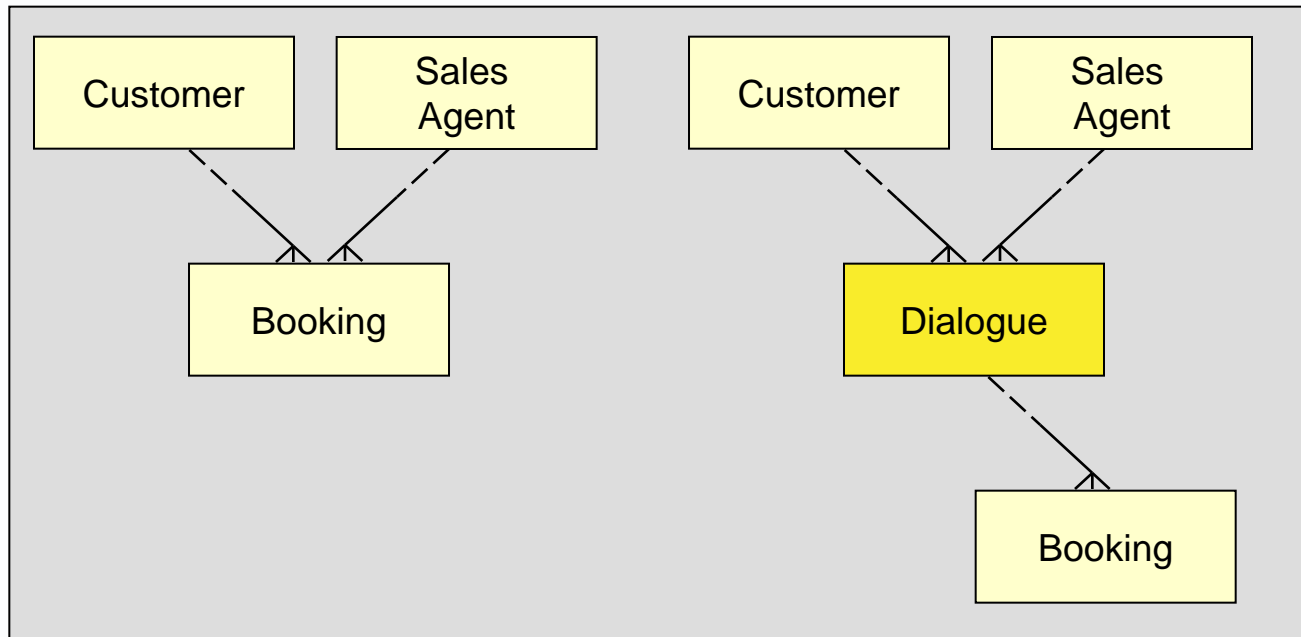 Customer
Sales
Agent
Booking
Customer
Sales
Agent
Dialogue
Booking